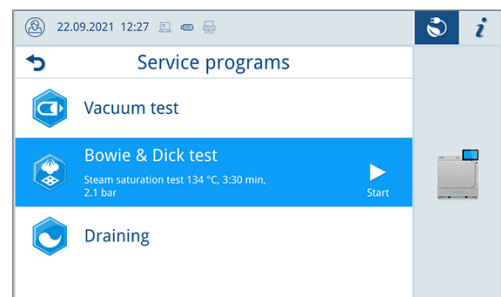 22.09.2021 12:27
i
Service programs
Vacuum test
Bowie & Dick test
Steam saturation test 134 °C, 3:30 min,
2.1 bar
Start
Draining